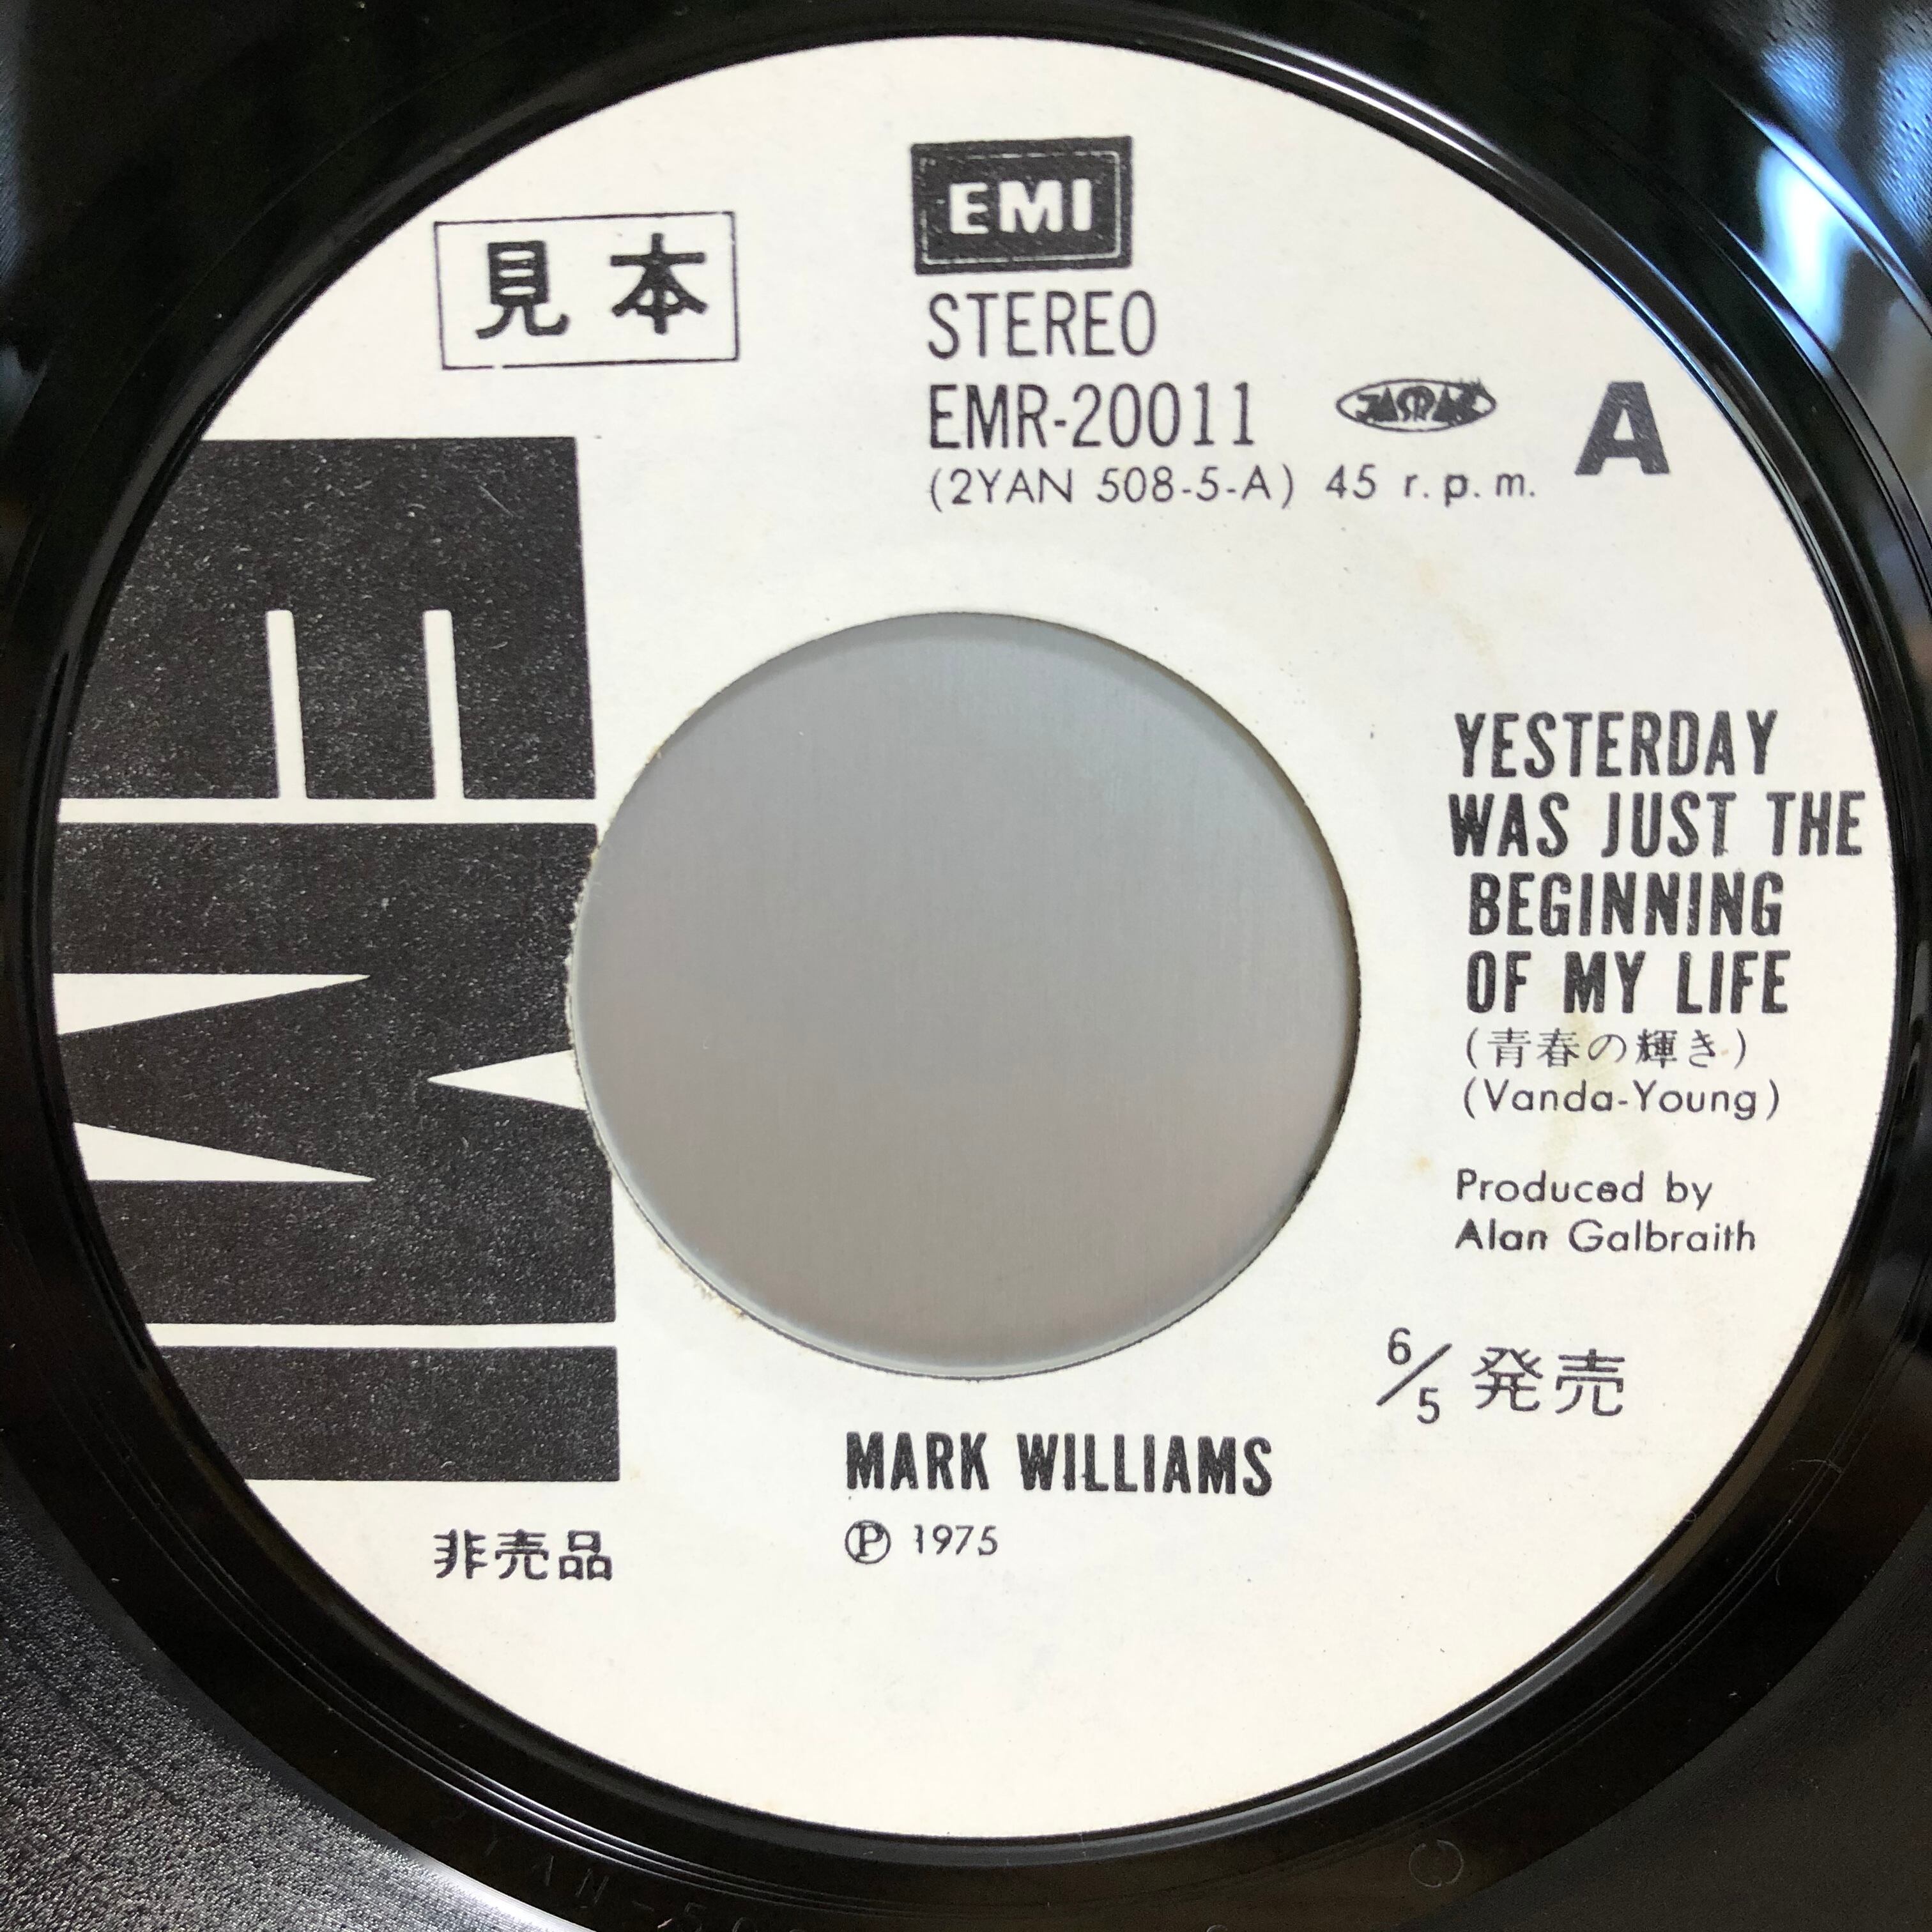 EMI
見本
STEREO
EMR-20011 JASRAC A
(2YAN 508-5-A) 45 r.p.m.
EMI
YESTERDAY
WAS JUST THE
BEGINNING
OF MY LIFE
(青春の輝き)
(Vanda-Young)
Produced by
Alan Galbraith
6/5 発売
MARK WILLIAMS
Ⓟ 1975
非売品